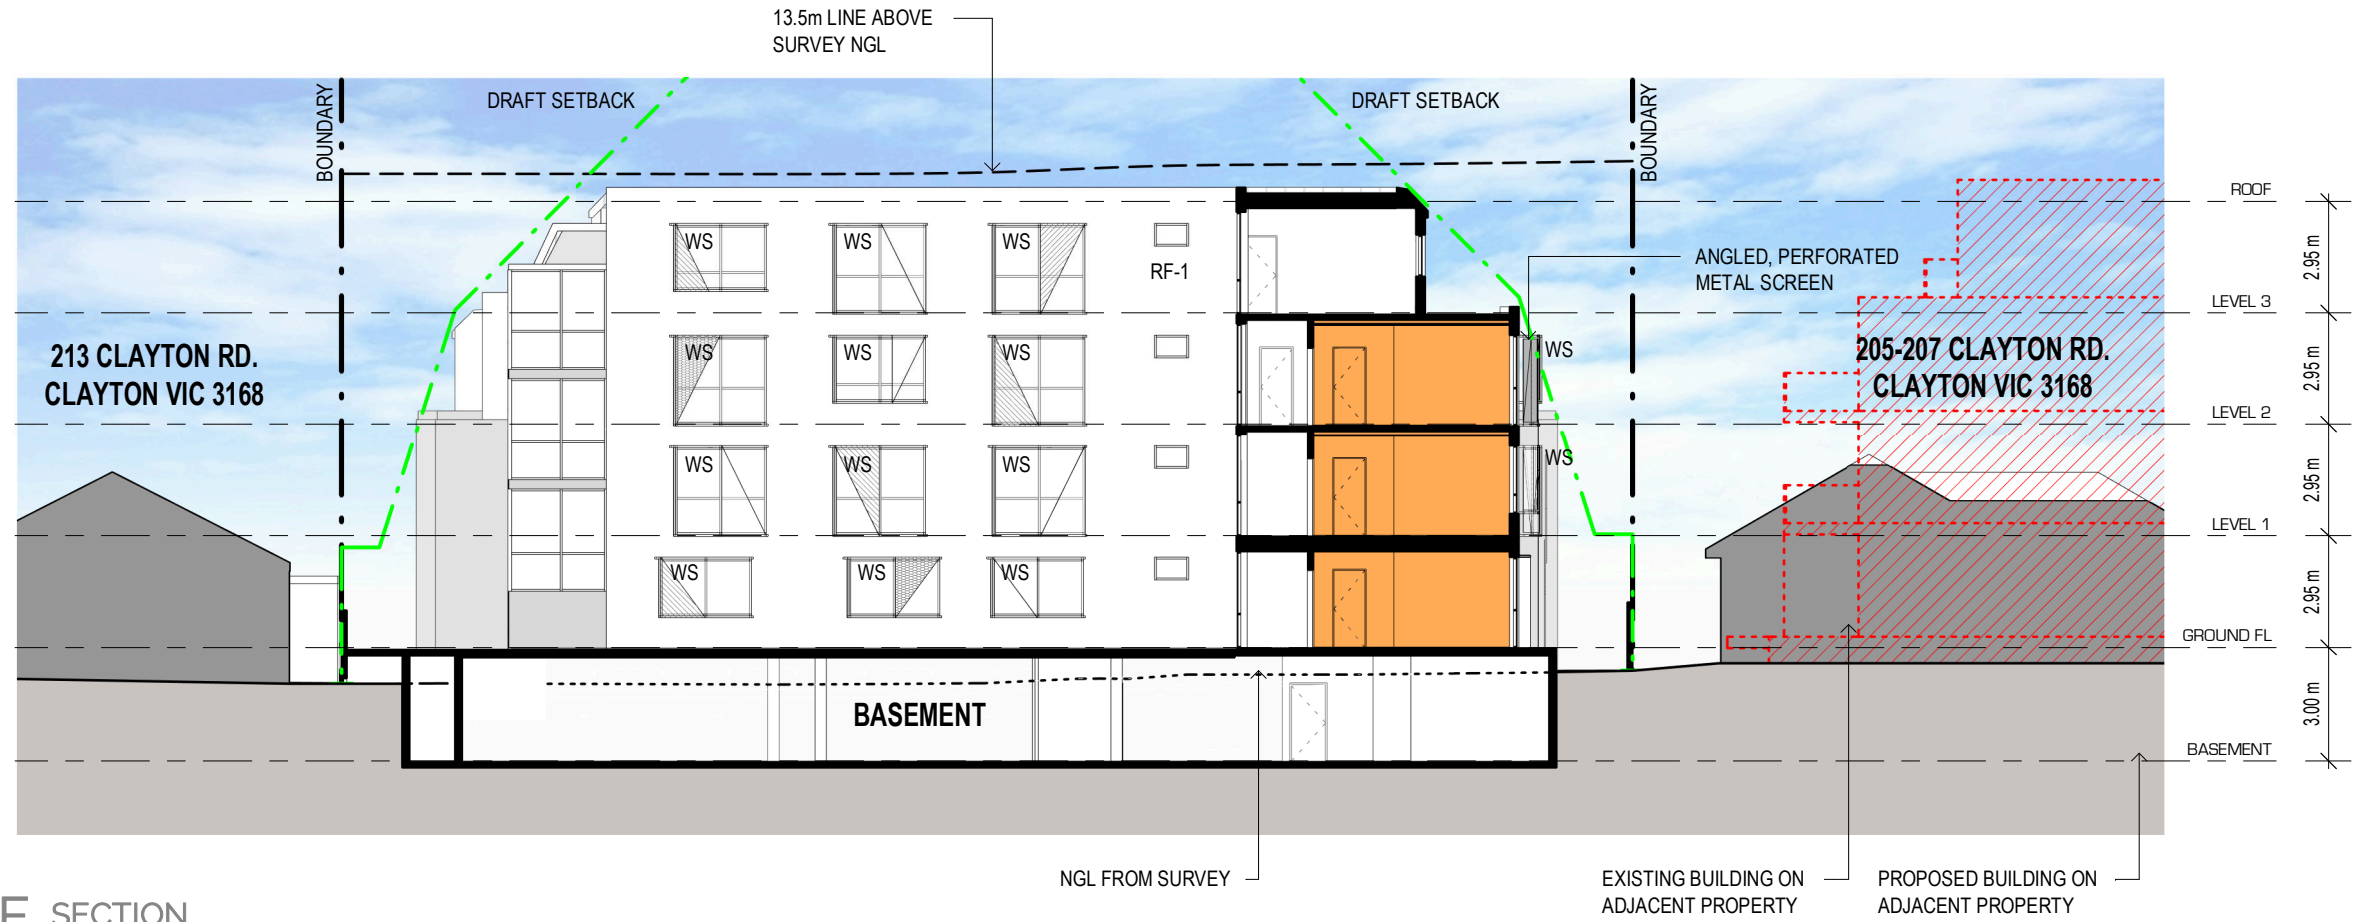 13.5m LINE ABOVE
SURVEY NGL
BOUNDARY
DRAFT SETBACK
DRAFT SETBACK
BOUNDARY
ROOF
2.95 m
WS
WS
WS
RF-1
ANGLED, PERFORATED
METAL SCREEN
LEVEL 3
213 CLAYTON RD.
CLAYTON VIC 3168
WS
WS
WS
WS
205-207 CLAYTON RD.
CLAYTON VIC 3168
2.95 m
LEVEL 2
WS
WS
WS
WS
2.95 m
LEVEL 1
WS
WS
WS
2.95 m
GROUND FL
BASEMENT
3.00 m
BASEMENT
NGL FROM SURVEY
EXISTING BUILDING ON
ADJACENT PROPERTY
PROPOSED BUILDING ON
ADJACENT PROPERTY
SECTION